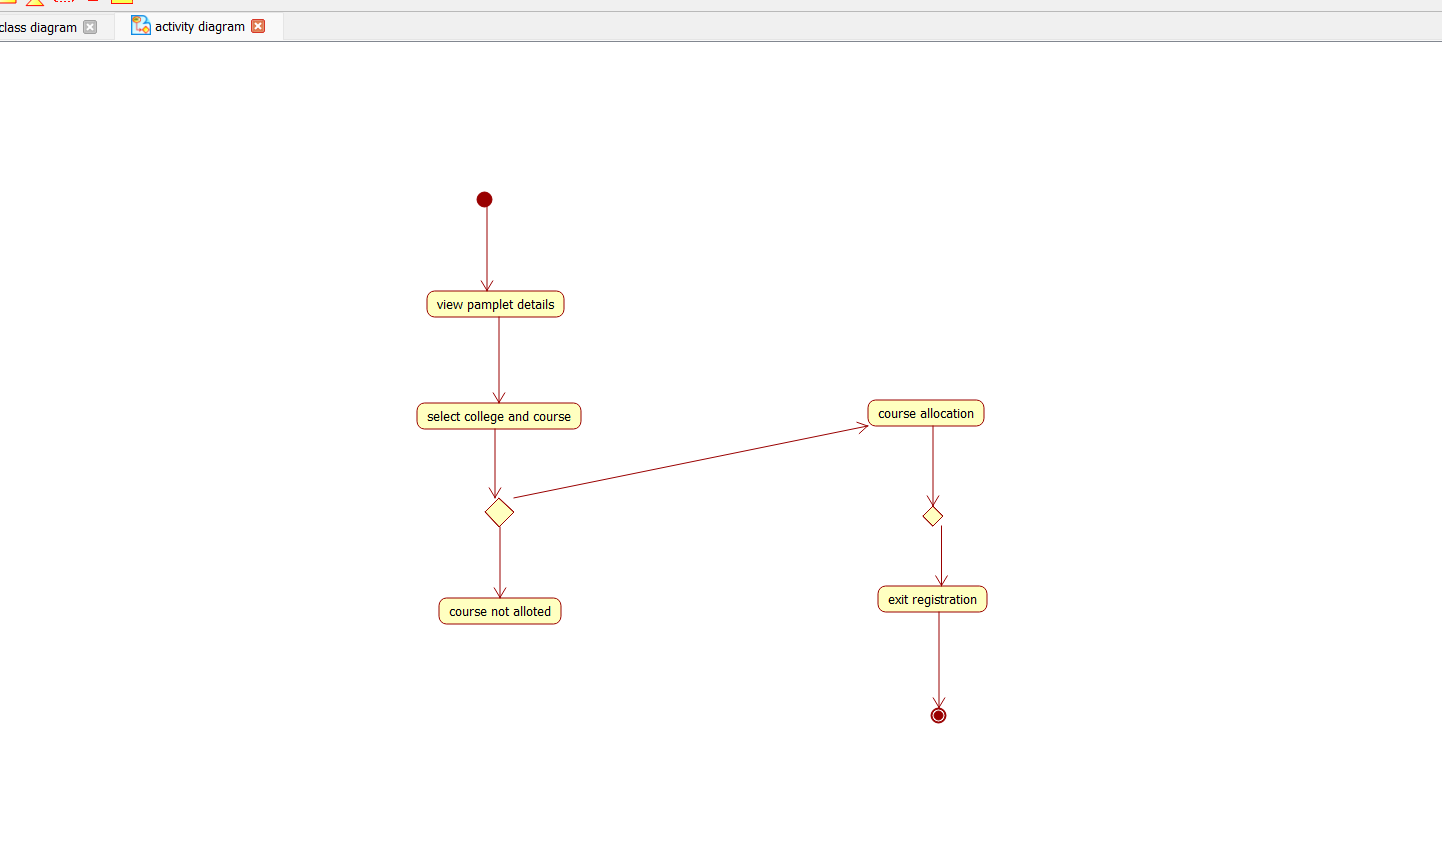 class diagram
activity diagram
view pamplet details
select college and course
course allocation
course not alloted
exit registration